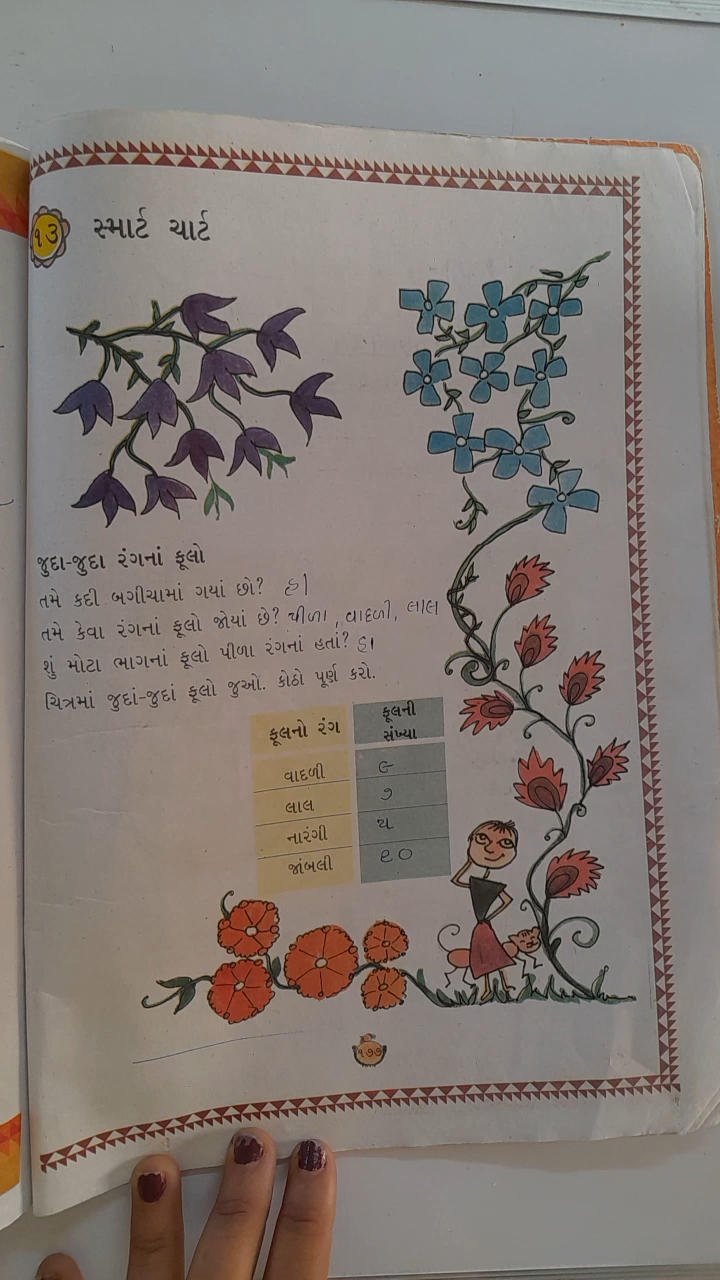 ૧૩ સ્માર્ટ ચાર્ટ
જુદા-જુદા રંગનાં ફૂલો
તમે કદી બગીચામાં ગયાં છો? હા
તમે કેવા રંગનાં ફૂલો જોયાં છે? પીળા, વાદળી, લાલ
શું મોટા ભાગનાં ફૂલો પીળા રંગનાં હતાં? હા
ચિત્રમાં જુદાં-જુદાં ફૂલો જુઓ. કોઠો પૂર્ણ કરો.
ફૂલનો રંગ ફૂલની સંખ્યા
વાદળી ૯
લાલ ૭
નારંગી ૫
જાંબલી ૧૦
૧૭૭